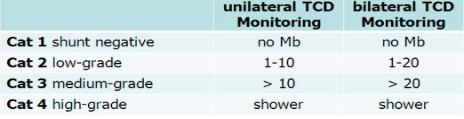 unilateral TCD bilateral TCD
Monitoring Monitoring
Cat 1 shunt negative no Mb no Mb
Cat 2 low-grade 1-10 1-20
Cat 3 medium-grade > 10 > 20
Cat 4 high-grade shower shower